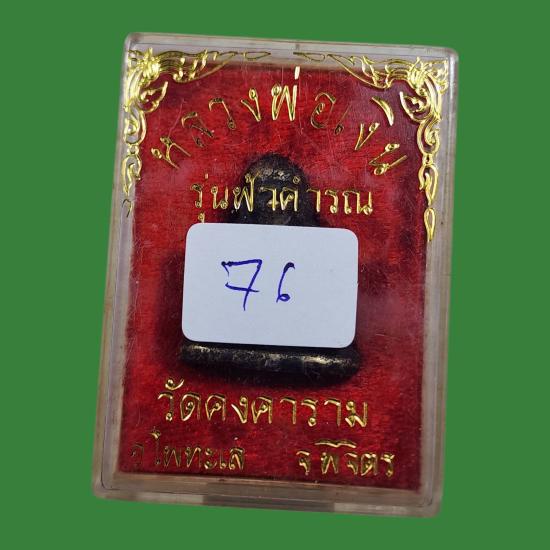 หลวงพ่อเงิน
รุ่นฟ้าคำรณ
76
วัดคงคาราม
อ.โพทะเล จ.พิจิตร